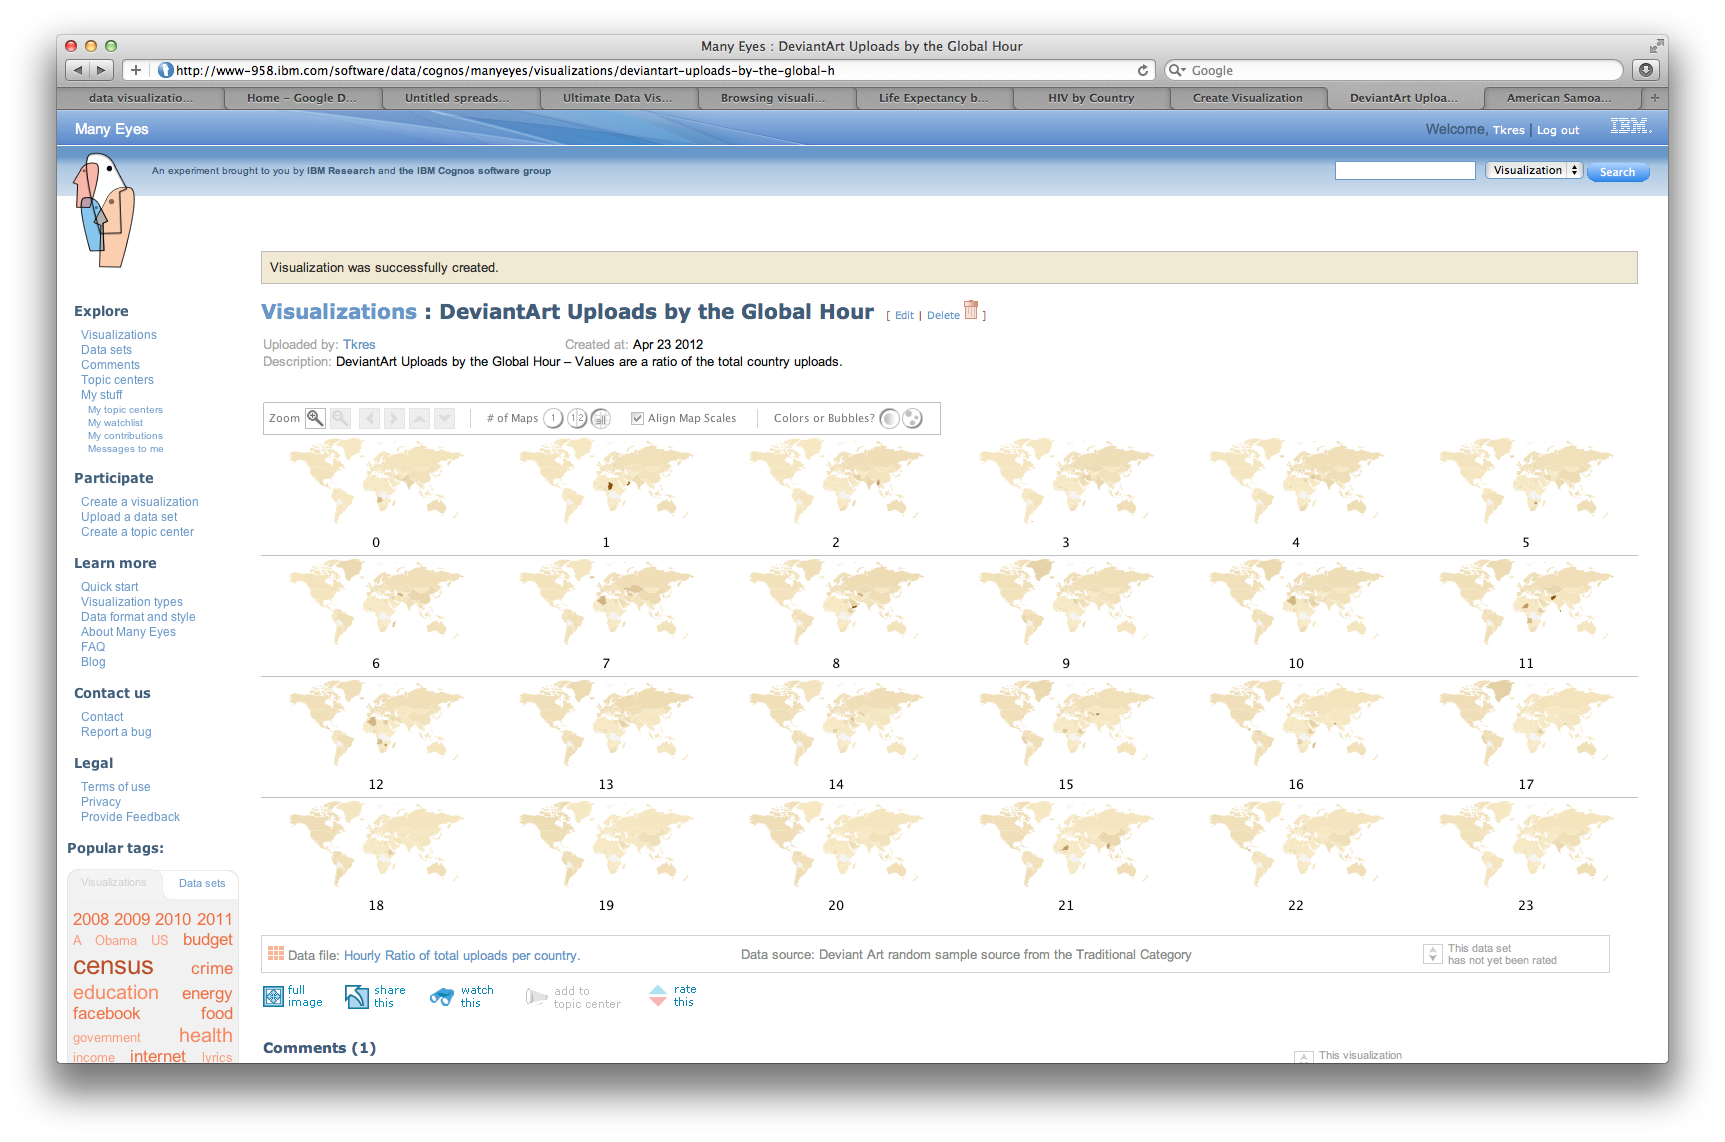 Many Eyes : DeviantArt Uploads by the Global Hour
http://www-958.ibm.com/software/data/cognos/manyeyes/visualizations/deviantart-uploads-by-the-global-h
Google
data visualizatio...
Home – Google D...
Untitled spreads...
Ultimate Data Vis...
Browsing visuali...
Life Expectancy b...
HIV by Country
Create Visualization
DeviantArt Uploa...
American Samoa...
Many Eyes
Welcome, Tkres | Log out
IBM.
An experiment brought to you by IBM Research and the IBM Cognos software group
Visualization
Search
Visualization was successfully created.
Visualizations : DeviantArt Uploads by the Global Hour [ Edit | Delete ]
Uploaded by: Tkres Created at: Apr 23 2012
Description: DeviantArt Uploads by the Global Hour – Values are a ratio of the total country uploads.
Explore
Visualizations
Data sets
Comments
Topic centers
My stuff
My topic centers
My watchlist
My contributions
Messages to me
Participate
Create a visualization
Upload a data set
Create a topic center
Learn more
Quick start
Visualization types
Data format and style
About Many Eyes
FAQ
Blog
Contact us
Contact
Report a bug
Legal
Terms of use
Privacy
Provide Feedback
Popular tags:
Visualizations Data sets
2008 2009 2010 2011
A Obama US budget
census crime
education energy
facebook food
government health
income internet lyrics
Zoom # of Maps 1 1|2 all Align Map Scales Colors or Bubbles?
0 1 2 3 4 5
6 7 8 9 10 11
12 13 14 15 16 17
18 19 20 21 22 23
Data file: Hourly Ratio of total uploads per country.
Data source: Deviant Art random sample source from the Traditional Category
This data set
has not yet been rated
full
image
share
this
watch
this
add to
topic center
rate
this
Comments (1)
This visualization